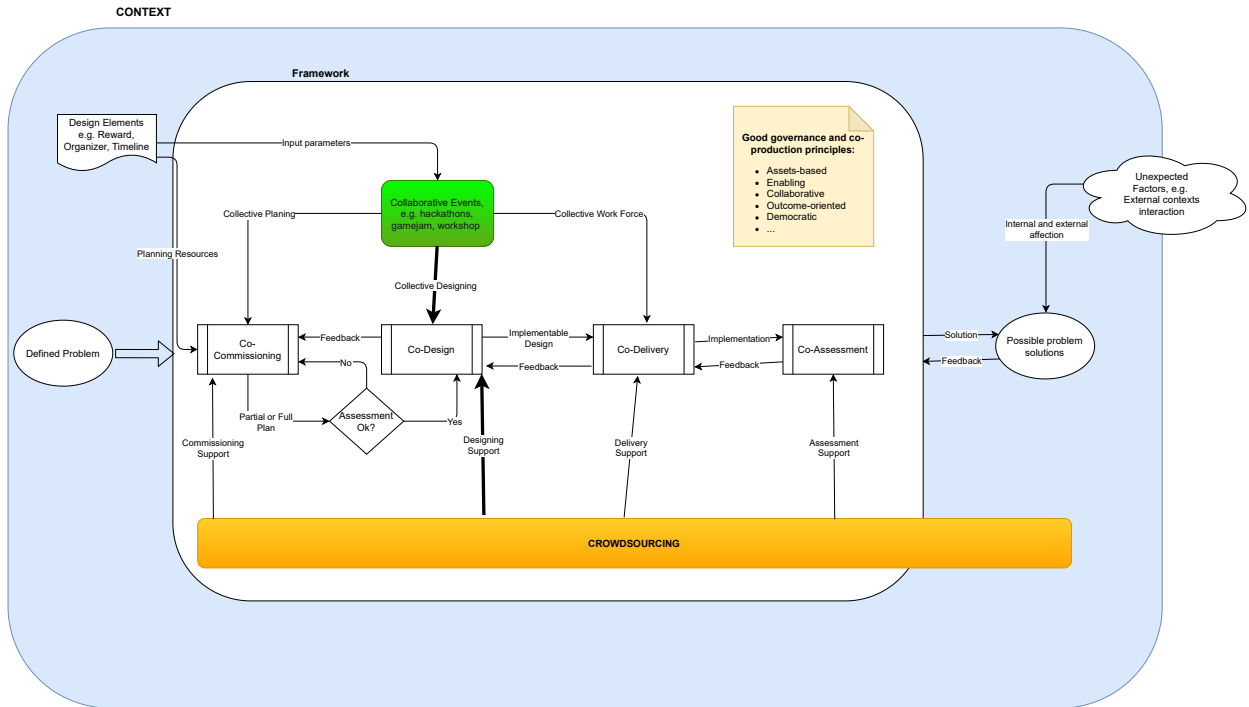 CONTEXT
Framework
Design Elements
e.g. Reward,
Organizer, Timeline
Input parameters
Good governance and co-
production principles:
• Assets-based
• Enabling
• Collaborative
• Outcome-oriented
• Democratic
• ...
Unexpected
Factors, e.g.
External contexts
interaction
Collaborative Events,
e.g. hackathons,
gamejam, workshop
Collective Planing
Collective Work Force
Internal and external
affection
Planning Resources
Collective Designing
Defined Problem
Co-
Commissioning
Feedback
Co-Design
Implementable
Design
Feedback
Co-Delivery
Implementation
Feedback
Co-Assessment
Solution
Feedback
Possible problem
solutions
No
Partial or Full
Plan
Assessment
Ok?
Yes
Commissioning
Support
Designing
Support
Delivery
Support
Assessment
Support
CROWDSOURCING